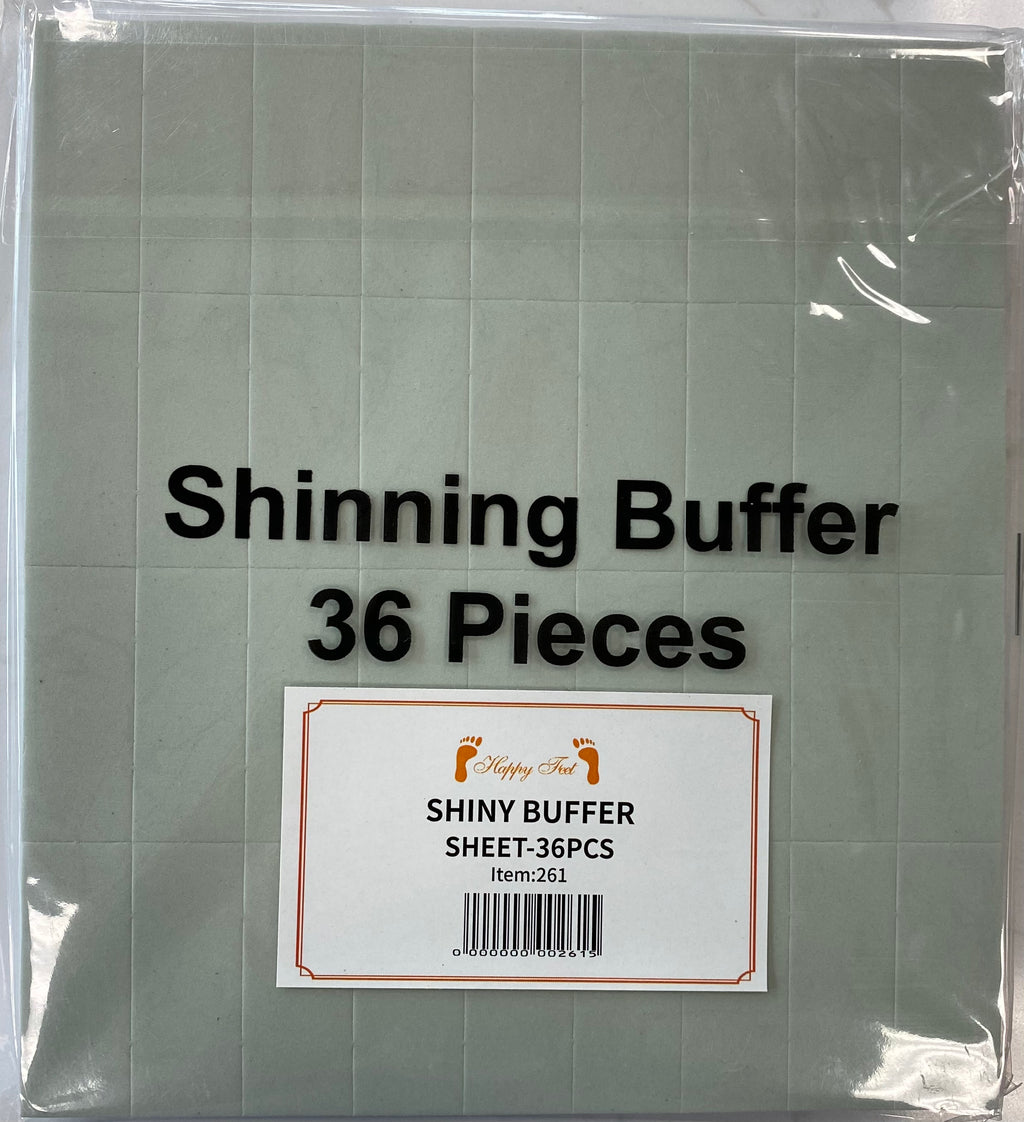 Shinning Buffer
36 Pieces
Happy Feet
SHINY BUFFER
SHEET-36PCS
Item:261
0 000000 002615